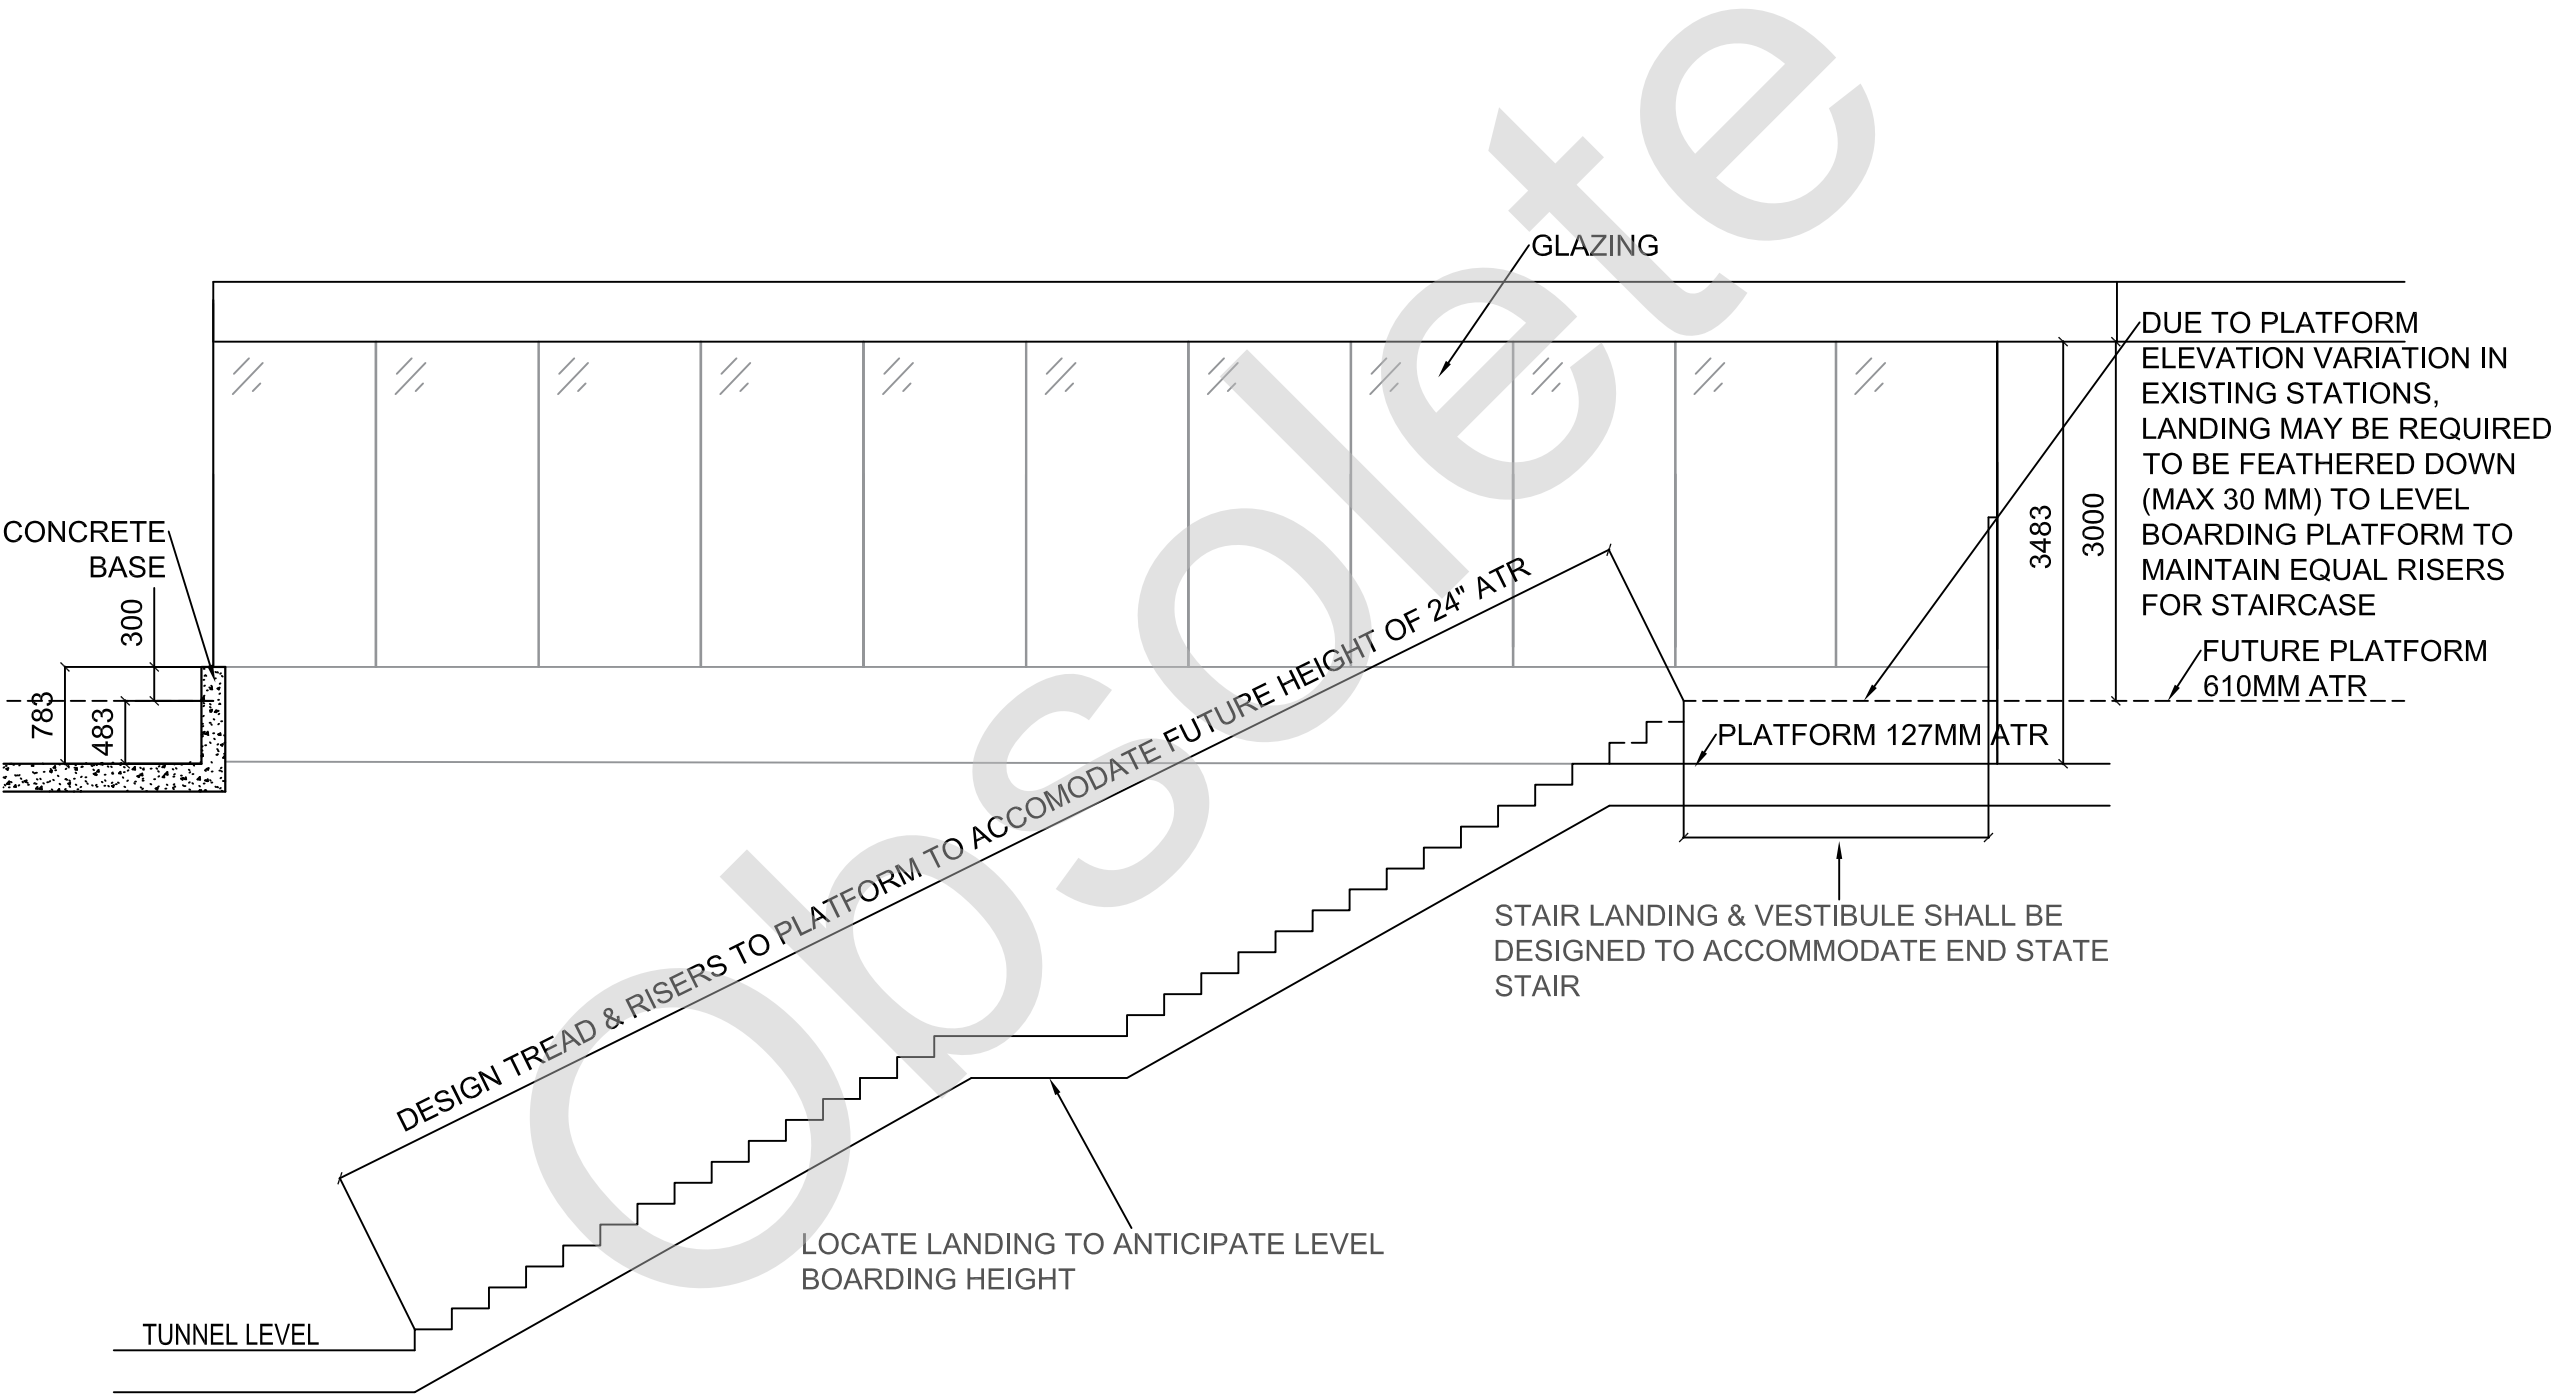 Obsolete
GLAZING
DUE TO PLATFORM
ELEVATION VARIATION IN
EXISTING STATIONS,
LANDING MAY BE REQUIRED
TO BE FEATHERED DOWN
(MAX 30 MM) TO LEVEL
BOARDING PLATFORM TO
MAINTAIN EQUAL RISERS
FOR STAIRCASE
3483
3000
CONCRETE
BASE
300
783
483
FUTURE PLATFORM
610MM ATR
PLATFORM 127MM ATR
DESIGN TREAD & RISERS TO PLATFORM TO ACCOMODATE FUTURE HEIGHT OF 24" ATR
STAIR LANDING & VESTIBULE SHALL BE
DESIGNED TO ACCOMMODATE END STATE
STAIR
LOCATE LANDING TO ANTICIPATE LEVEL
BOARDING HEIGHT
TUNNEL LEVEL